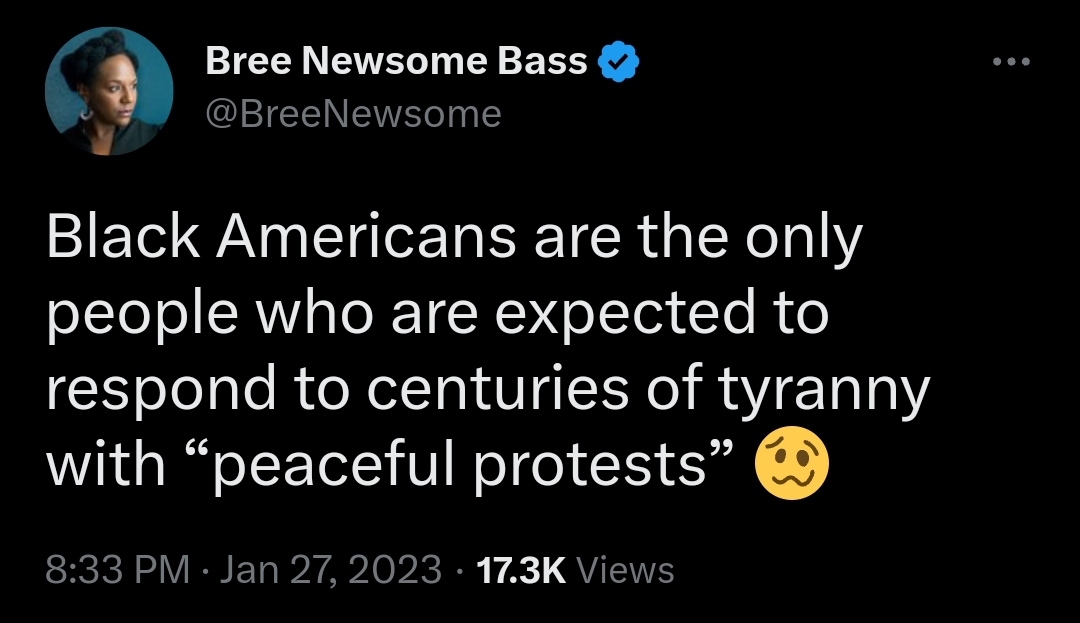 Bree Newsome Bass
@BreeNewsome
Black Americans are the only
people who are expected to
respond to centuries of tyranny
with “peaceful protests” 🥴
8:33 PM · Jan 27, 2023 · 17.3K Views